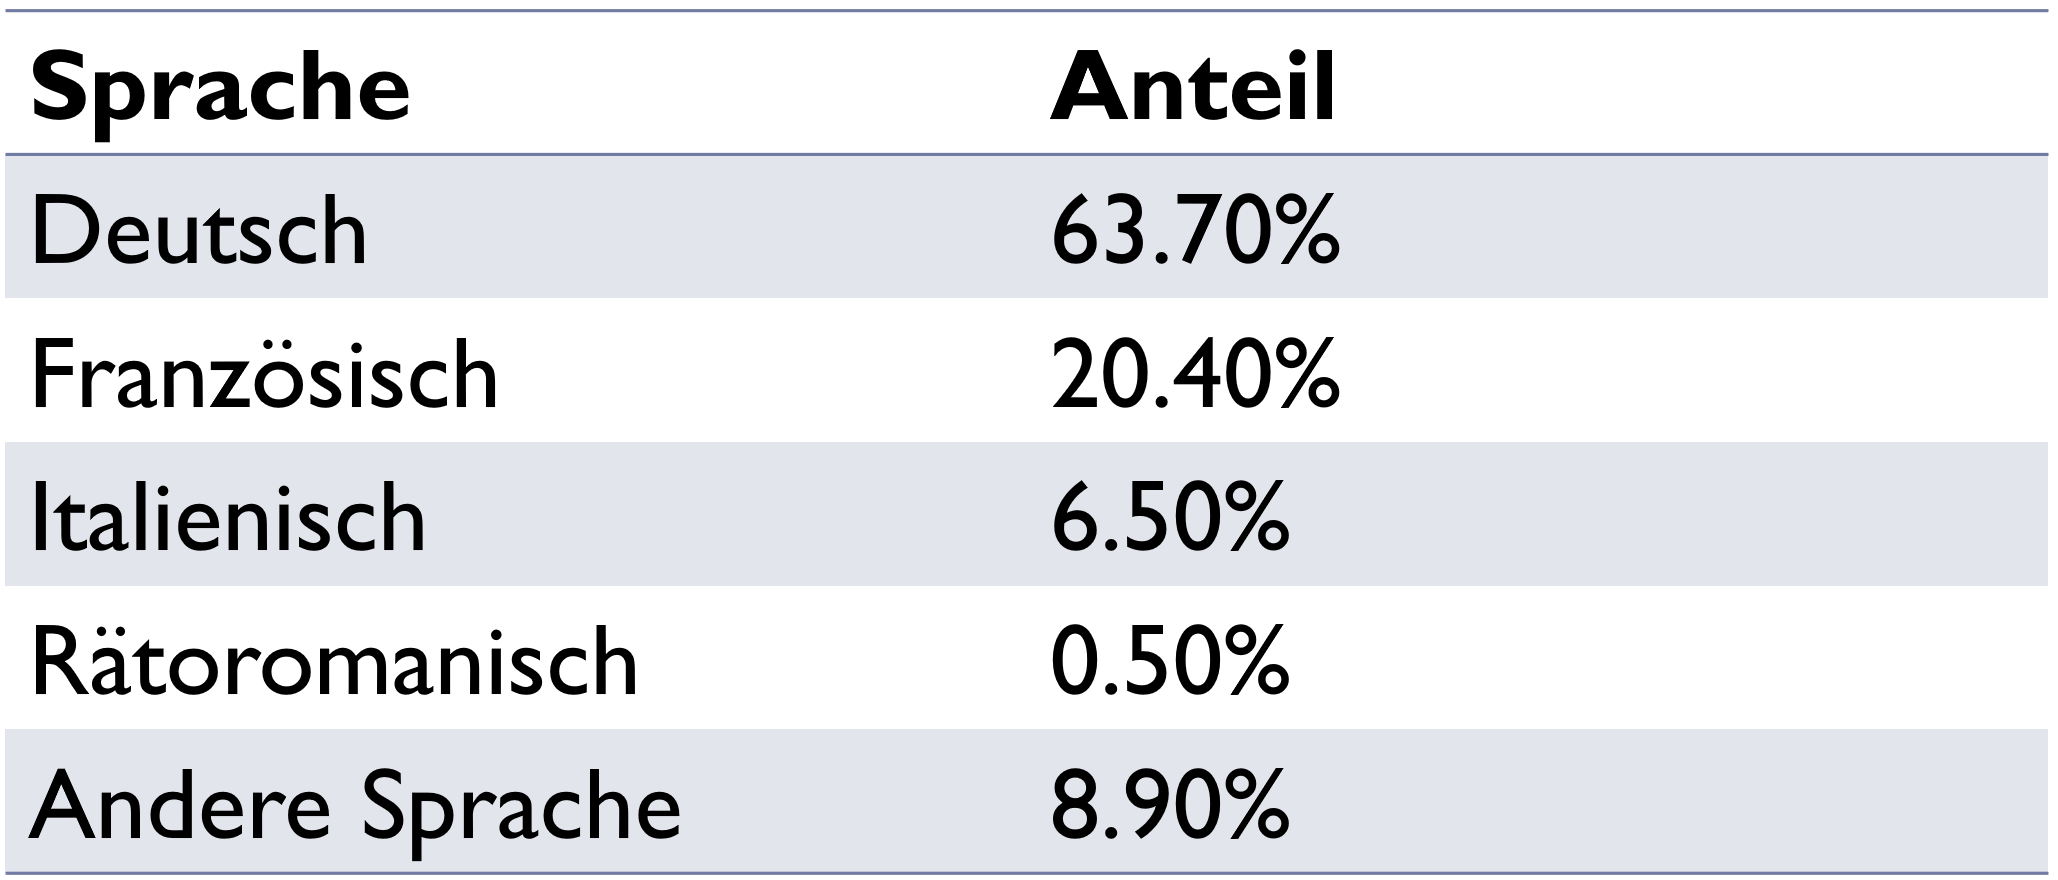 Sprache Anteil
Deutsch 63.70%
Französisch 20.40%
Italienisch 6.50%
Rätoromanisch 0.50%
Andere Sprache 8.90%